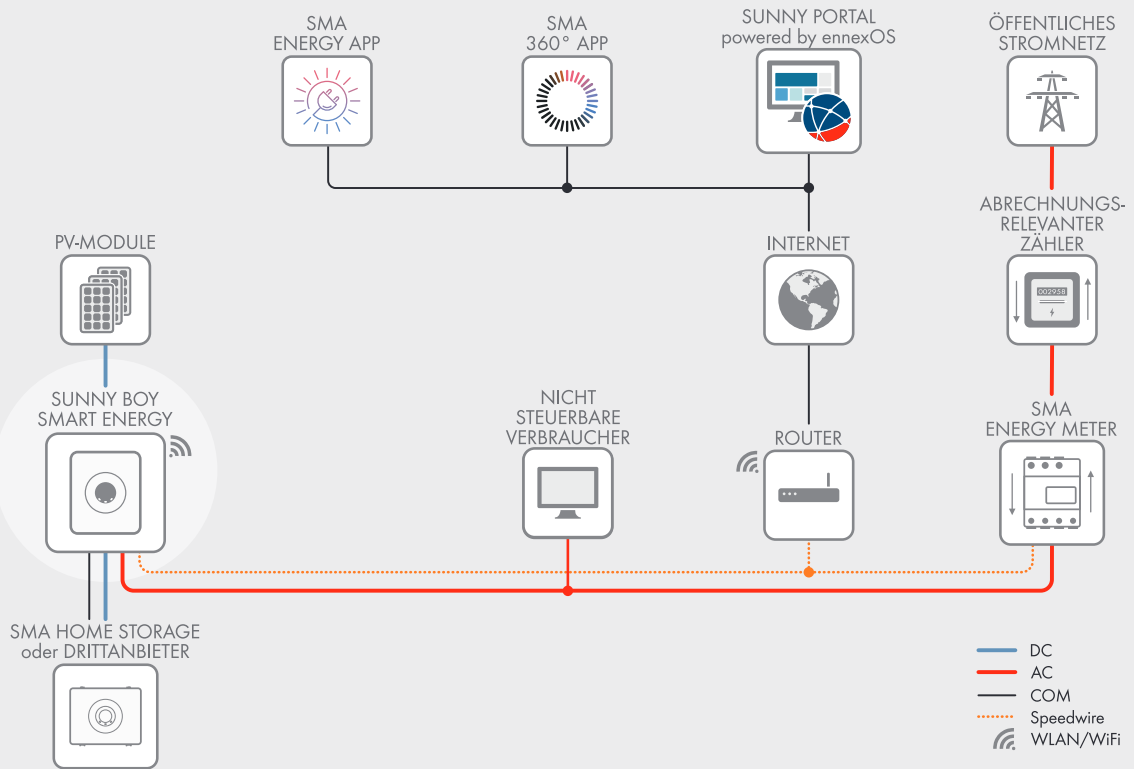 SMA
ENERGY APP
SMA
360° APP
SUNNY PORTAL
powered by ennexOS
ÖFFENTLICHES
STROMNETZ
ABRECHNUNGS-
RELEVANTER
ZÄHLER
002958
PV-MODULE
INTERNET
SUNNY BOY
SMART ENERGY
NICHT
STEUERBARE
VERBRAUCHER
ROUTER
SMA
ENERGY METER
SMA HOME STORAGE
oder DRITTANBIETER
DC
AC
COM
Speedwire
WLAN/WiFi